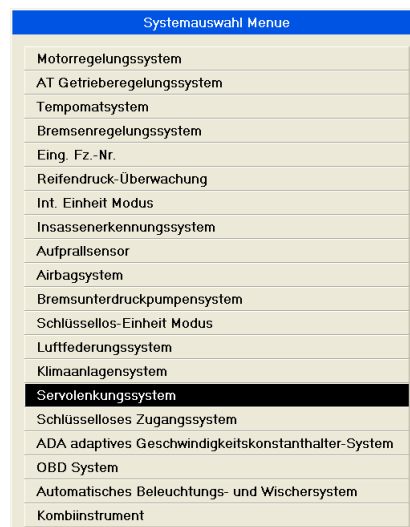 Systemauswahl Menue
Motorregelungssystem
AT Getrieberegelungssystem
Tempomatsystem
Bremsenregelungssystem
Eing. Fz.-Nr.
Reifendruck-Überwachung
Int. Einheit Modus
Insassenerkennungssystem
Aufprallsensor
Airbagsystem
Bremsunterdruckpumpensystem
Schlüssellos-Einheit Modus
Luftfederungssystem
Klimaanlagensystem
Servolenkungssystem
Schlüsselloses Zugangssystem
ADA adaptives Geschwindigkeitskonstanthalter-System
OBD System
Automatisches Beleuchtungs- und Wischersystem
Kombiinstrument